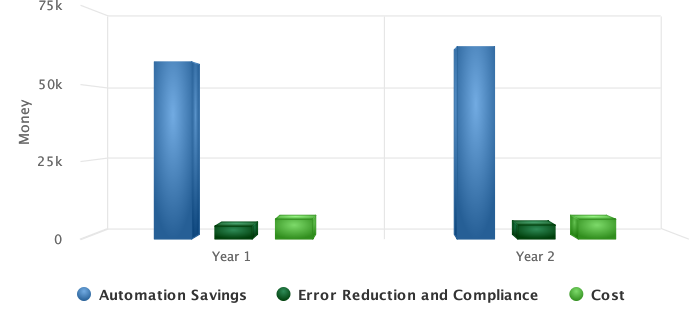 75k
50k
25k
0
Money
Year 1
Year 2
Automation Savings
Error Reduction and Compliance
Cost